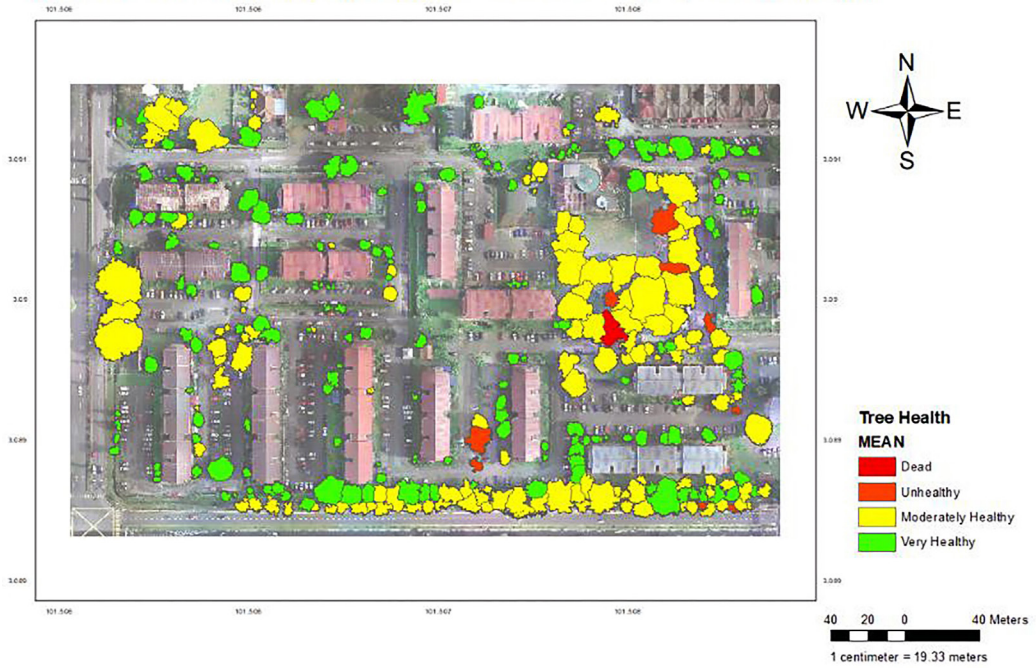 101.506 101.506 101.507 101.508
N
W E
S
3.091 3.091
3.09 3.09
Tree Health
MEAN
Dead
3.089 3.089
Unhealthy
Moderately Healthy
Very Healthy
3.089 3.089
101.506 101.506 101.507 101.508
40 20 0 40 Meters
1 centimeter = 19.33 meters